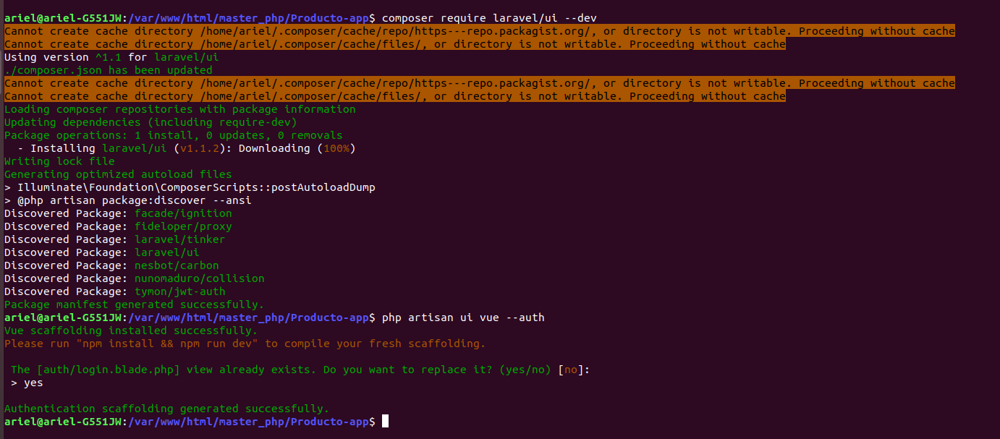 ariel@ariel-G551JW:/var/www/html/master_php/Producto-app$ composer require laravel/ui --dev
Cannot create cache directory /home/ariel/.composer/cache/repo/https---repo.packagist.org/, or directory is not writable. Proceeding without cache
Cannot create cache directory /home/ariel/.composer/cache/files/, or directory is not writable. Proceeding without cache
Using version ^1.1 for laravel/ui
./composer.json has been updated
Cannot create cache directory /home/ariel/.composer/cache/repo/https---repo.packagist.org/, or directory is not writable. Proceeding without cache
Cannot create cache directory /home/ariel/.composer/cache/files/, or directory is not writable. Proceeding without cache
Loading composer repositories with package information
Updating dependencies (including require-dev)
Package operations: 1 install, 0 updates, 0 removals
  - Installing laravel/ui (v1.1.2): Downloading (100%)
Writing lock file
Generating optimized autoload files
> Illuminate\Foundation\ComposerScripts::postAutoloadDump
> @php artisan package:discover --ansi
Discovered Package: facade/ignition
Discovered Package: fideloper/proxy
Discovered Package: laravel/tinker
Discovered Package: laravel/ui
Discovered Package: nesbot/carbon
Discovered Package: nunomaduro/collision
Discovered Package: tymon/jwt-auth
Package manifest generated successfully.
ariel@ariel-G551JW:/var/www/html/master_php/Producto-app$ php artisan ui vue --auth
Vue scaffolding installed successfully.
Please run "npm install && npm run dev" to compile your fresh scaffolding.
 The [auth/login.blade.php] view already exists. Do you want to replace it? (yes/no) [no]:
 > yes
Authentication scaffolding generated successfully.
ariel@ariel-G551JW:/var/www/html/master_php/Producto-app$